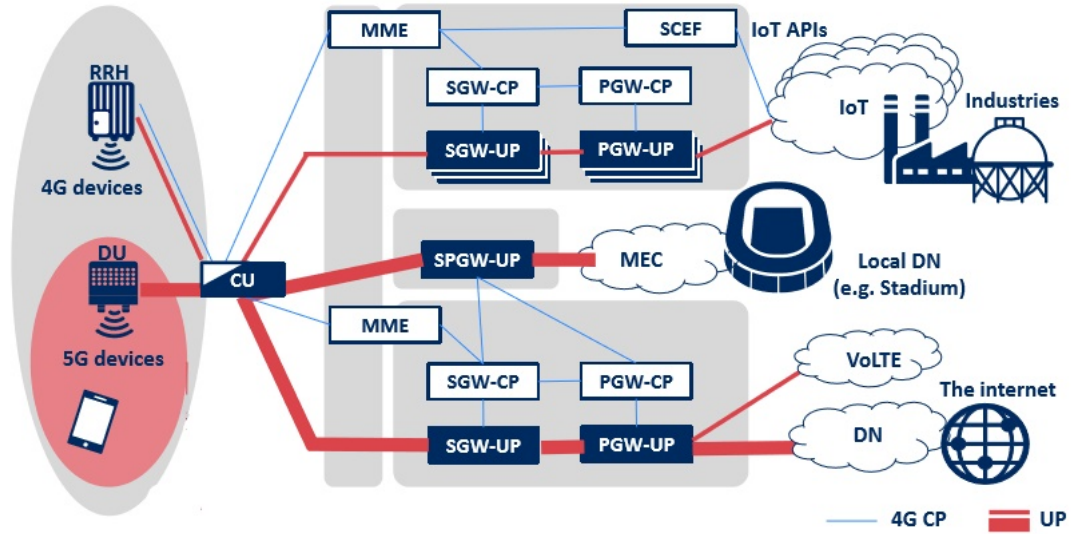 MME
SCEF
IoT APIs
RRH
SGW-CP
PGW-CP
IoT
Industries
SGW-UP
PGW-UP
4G devices
DU
CU
SPGW-UP
MEC
Local DN
(e.g. Stadium)
MME
5G devices
VoLTE
SGW-CP
PGW-CP
The internet
SGW-UP
PGW-UP
DN
4G CP
UP